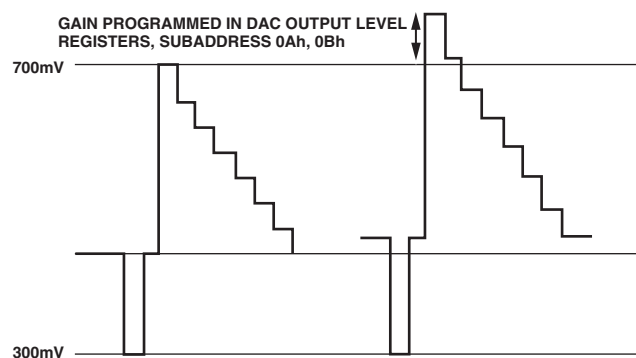 GAIN PROGRAMMED IN DAC OUTPUT LEVEL
REGISTERS, SUBADDRESS 0Ah, 0Bh
700mV
300mV